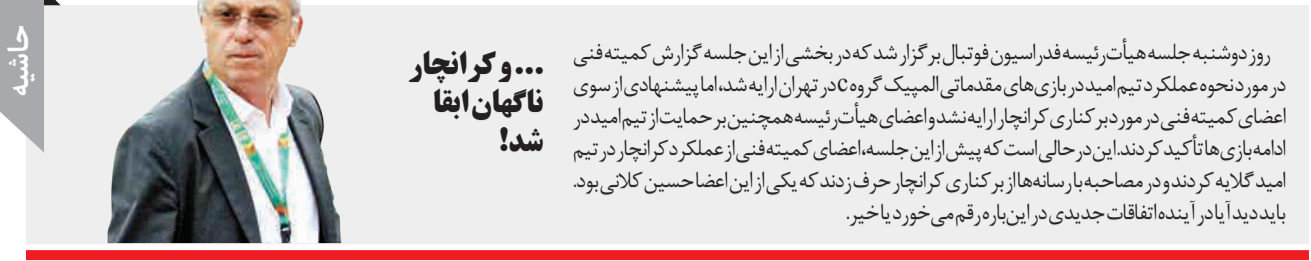 حاشیه
... و کرانچار
ناگهان ابقا
شد!
روز دوشنبه جلسه هیأت‌رئیسه فدراسیون فوتبال برگزار شد که در بخشی از این جلسه گزارش کمیته فنی
در مورد نحوه عملکرد تیم امید در بازی‌های مقدماتی المپیک گروه C در تهران ارایه شد، اما پیشنهادی از سوی
اعضای کمیته فنی در مورد برکناری کرانچار ارایه نشد و اعضای هیأت‌رئیسه همچنین بر حمایت از تیم امید در
ادامه بازی‌ها تأکید کردند. این در حالی است که پیش از این جلسه، اعضای کمیته فنی از عملکرد کرانچار در تیم
امید گلایه کردند و در مصاحبه با رسانه‌ها از برکناری کرانچار حرف زدند که یکی از این اعضا حسین کلانی بود.
باید دید آیا در آینده اتفاقات جدیدی در این باره رقم می‌خورد یا خیر.